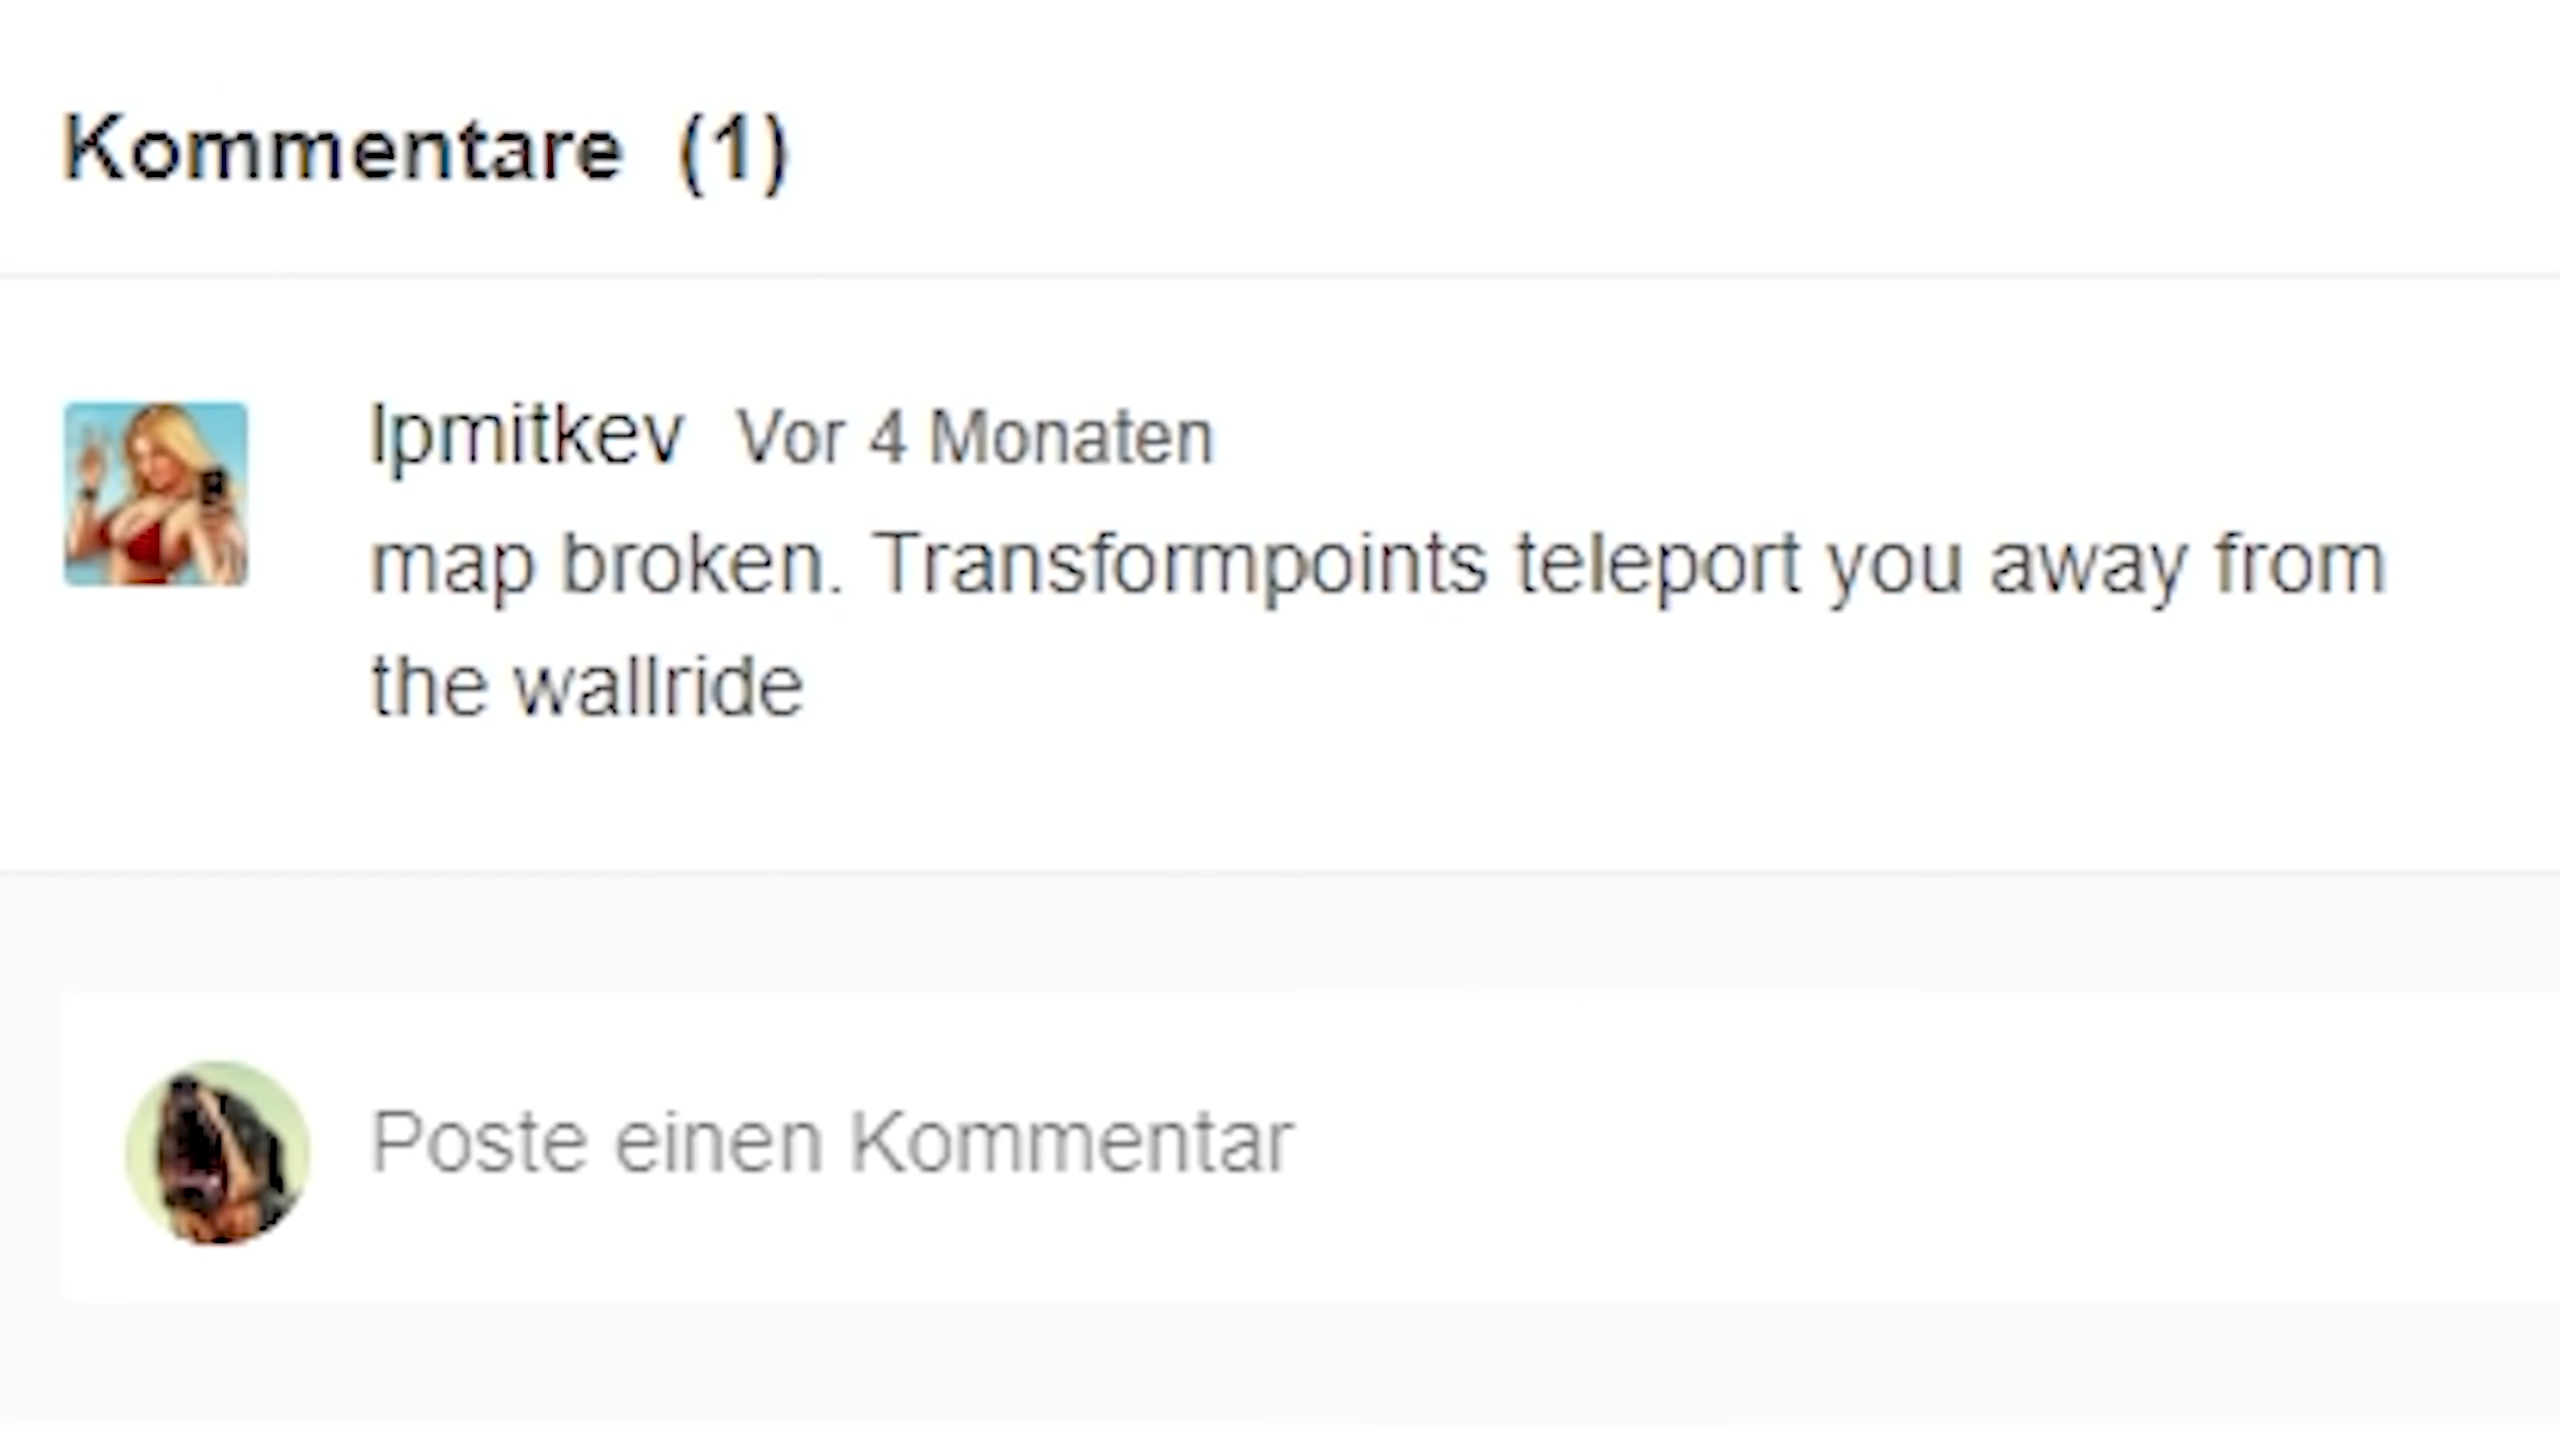 Kommentare (1)
lpmitkev Vor 4 Monaten
map broken. Transformpoints teleport you away from
the wallride
Poste einen Kommentar